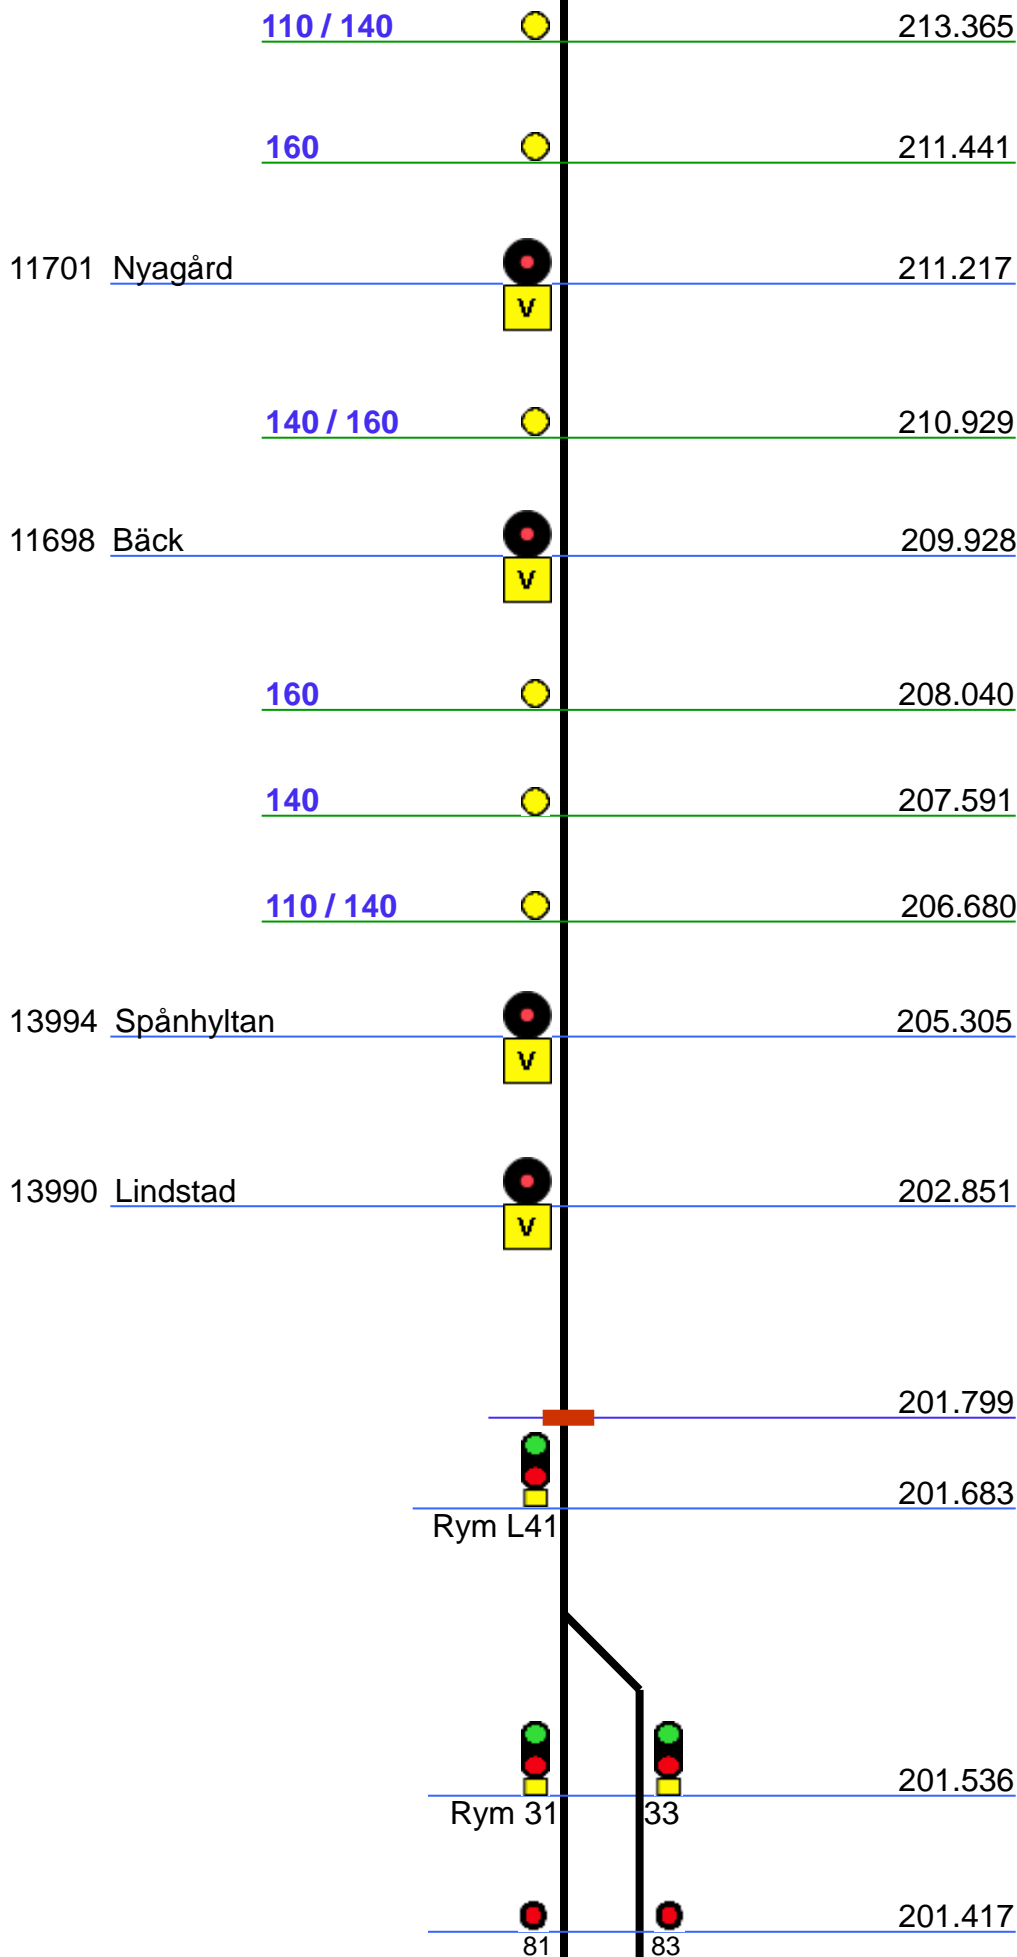 110 / 140 213.365
160 211.441
11701 Nyagård 211.217
V
140 / 160 210.929
11698 Bäck 209.928
V
160 208.040
140 207.591
110 / 140 206.680
13994 Spånhyltan 205.305
V
13990 Lindstad 202.851
V
201.799
201.683
Rym L41
201.536
Rym 31 33
201.417
81 83